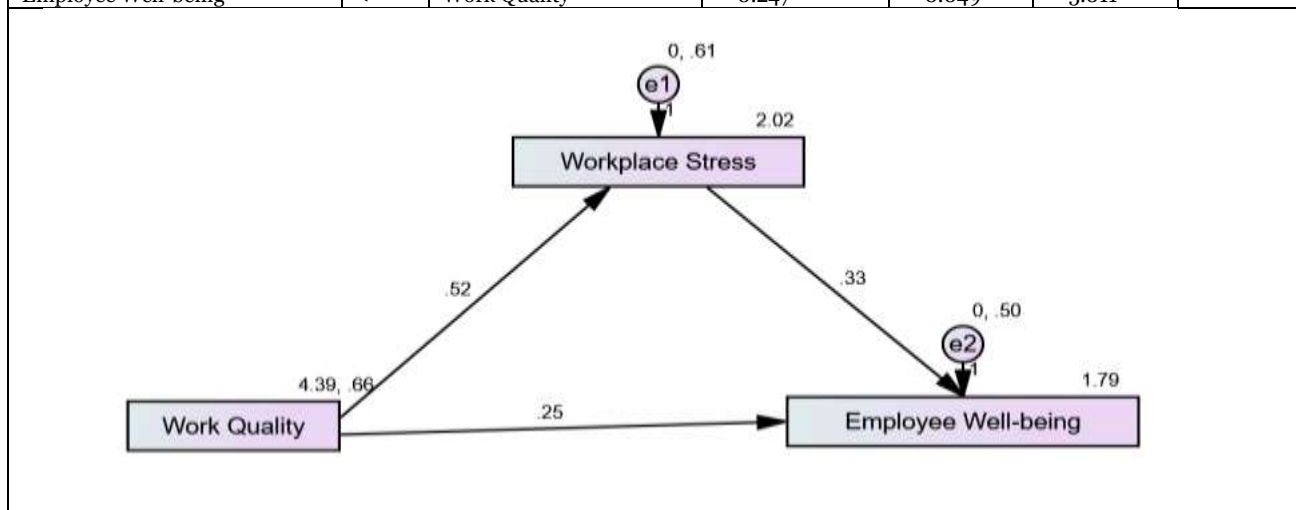 0, .61
e1
1
2.02
Workplace Stress
.52
.33
0, .50
e2
1
4.39, .66
1.79
Work Quality
.25
Employee Well-being